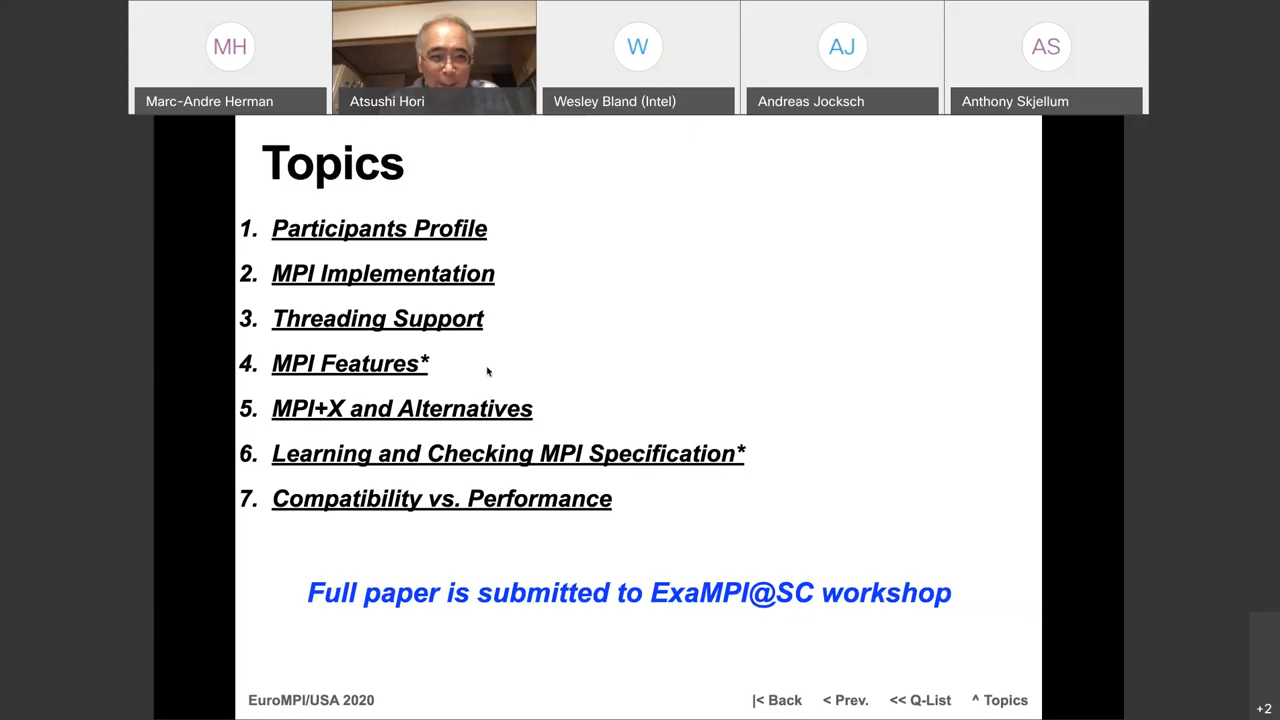 MH
W
AJ
AS
Marc-Andre Herman
Atsushi Hori
Wesley Bland (Intel)
Andreas Jocksch
Anthony Skjellum
Topics
1. Participants Profile
2. MPI Implementation
3. Threading Support
4. MPI Features*
5. MPI+X and Alternatives
6. Learning and Checking MPI Specification*
7. Compatibility vs. Performance
Full paper is submitted to ExaMPI@SC workshop
EuroMPI/USA 2020
|< Back
< Prev.
<< Q-List
^ Topics
+2